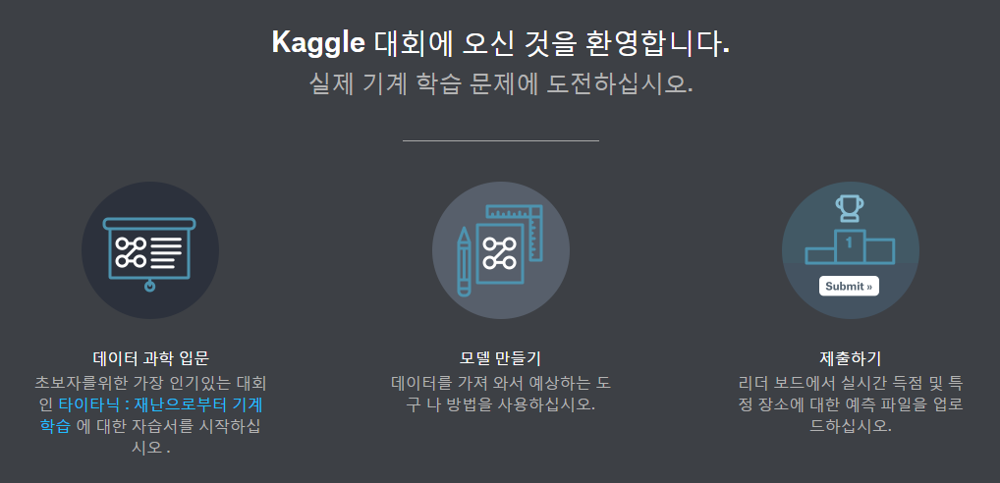 Kaggle 대회에 오신 것을 환영합니다.
실제 기계 학습 문제에 도전하십시오.
데이터 과학 입문
초보자를위한 가장 인기있는 대회
인 타이타닉 : 재난으로부터 기계
학습 에 대한 자습서를 시작하십
시오 .
모델 만들기
데이터를 가져 와서 예상하는 도
구 나 방법을 사용하십시오.
1
Submit »
제출하기
리더 보드에서 실시간 득점 및 특
정 장소에 대한 예측 파일을 업로
드하십시오.